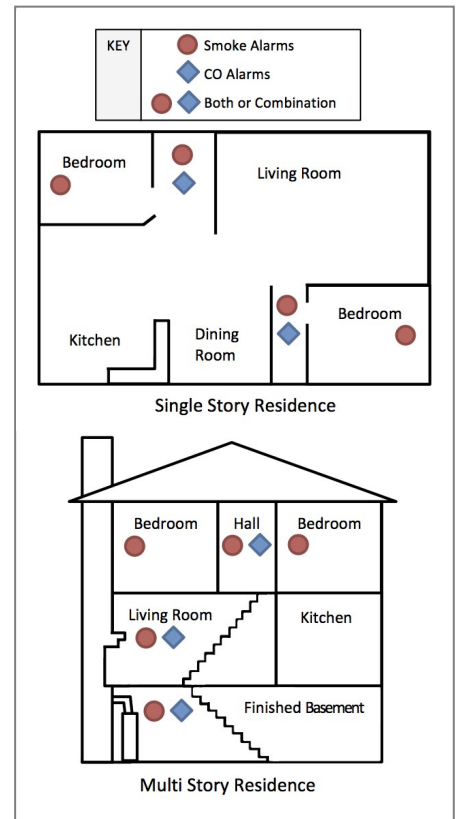 KEY
Smoke Alarms
CO Alarms
Both or Combination
Bedroom
Living Room
Bedroom
Kitchen
Dining
Room
Single Story Residence
Bedroom
Hall
Bedroom
Living Room
Kitchen
Finished Basement
Multi Story Residence